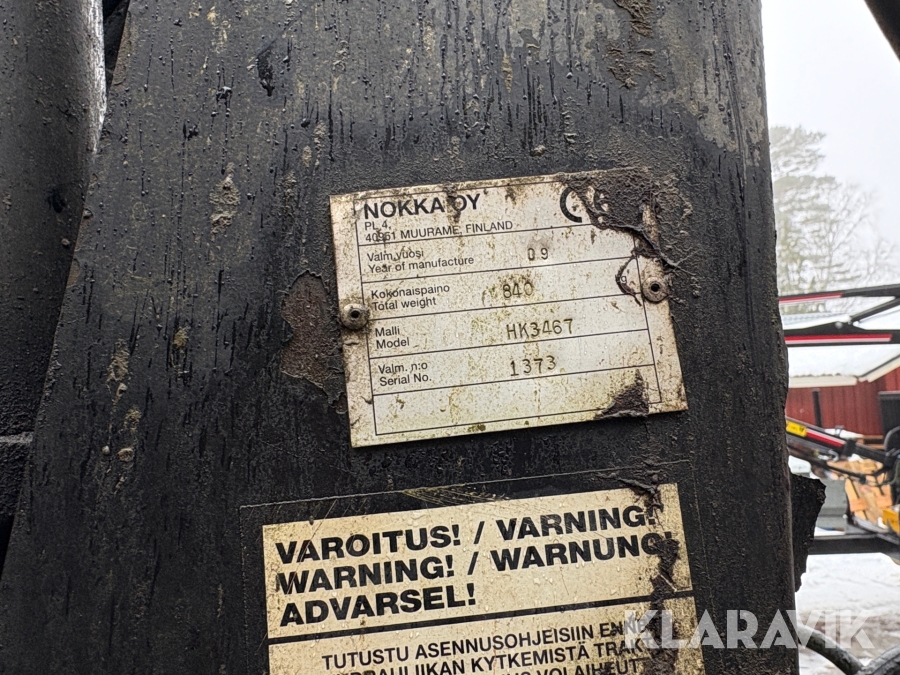 NOKKA OY
PL 4,
40951 MUURAME, FINLAND
Valm.vuosi
Year of manufacture 09
Kokonaispaino
Total weight 840
Malli
Model HK3467
Valm. n:o
Serial No. 1373
VAROITUS! / VARNING!
WARNING! / WARNUNG!
ADVARSEL!
TUTUSTU ASENNUSOHJEISIIN
KYTKEMISTÄ
KLARAVIK